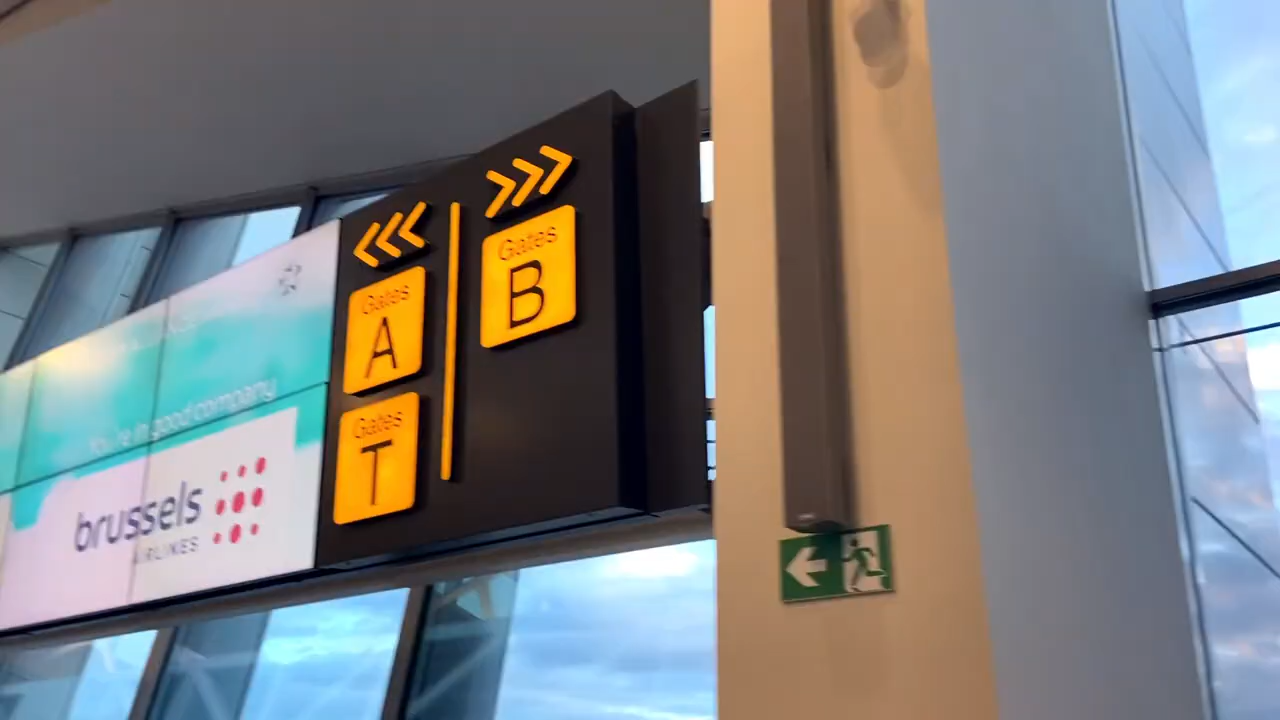 Gates
A
Gates
T
Gates
B
You're in good company
brussels
AIRLINES